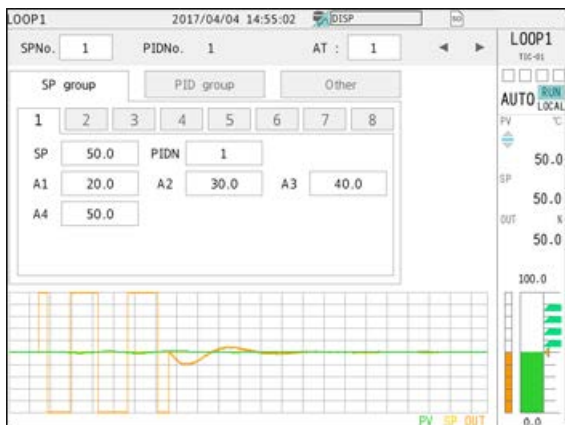 LOOP1 2017/04/04 14:55:02 DISP
SPNo. 1 PIDNo. 1 AT : 1
SP group PID group Other
1 2 3 4 5 6 7 8
SP 50.0 PIDN 1
A1 20.0 A2 30.0 A3 40.0
A4 50.0
PV SP OUT
LOOP1
TIC-01
AUTO RUN
LOCAL
PV ℃
50.0
SP
50.0
OUT %
50.0
100.0
0.0